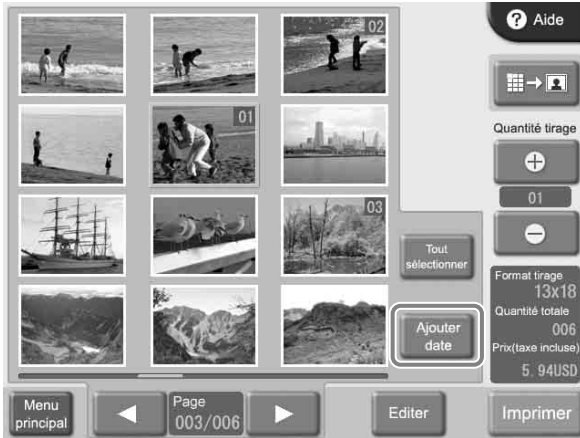 02
Aide
01
Quantité tirage
01
03
Tout
sélectionner
Format tirage
13x18
Quantité totale
006
Ajouter
date
Prix(taxe incluse)
5. 94USD
Menu
principal
Page
003/006
Editer
Imprimer